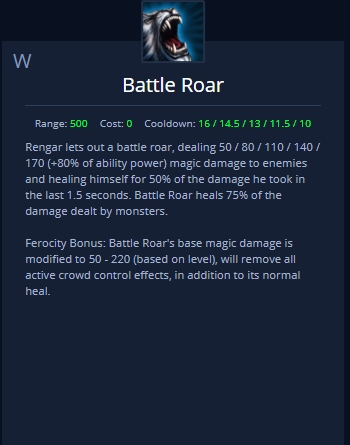 W
Battle Roar
Range: 500 Cost: 0 Cooldown: 16 / 14.5 / 13 / 11.5 / 10
Rengar lets out a battle roar, dealing 50 / 80 / 110 / 140 /
170 (+80% of ability power) magic damage to enemies
and healing himself for 50% of the damage he took in
the last 1.5 seconds. Battle Roar heals 75% of the
damage dealt by monsters.
Ferocity Bonus: Battle Roar's base magic damage is
modified to 50 - 220 (based on level), will remove all
active crowd control effects, in addition to its normal
heal.